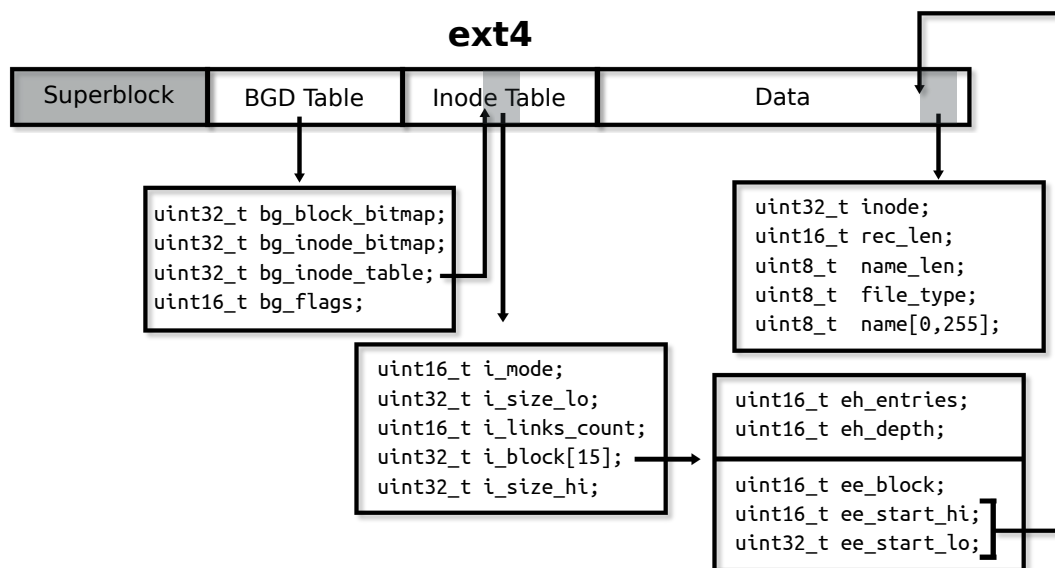 ext4
Superblock
BGD Table
Inode Table
Data
uint32_t bg_block_bitmap;
uint32_t bg_inode_bitmap;
uint32_t bg_inode_table;
uint16_t bg_flags;
uint32_t inode;
uint16_t rec_len;
uint8_t name_len;
uint8_t file_type;
uint8_t name[0,255];
uint16_t i_mode;
uint32_t i_size_lo;
uint16_t i_links_count;
uint32_t i_block[15];
uint32_t i_size_hi;
uint16_t eh_entries;
uint16_t eh_depth;
uint16_t ee_block;
uint16_t ee_start_hi;
uint32_t ee_start_lo;